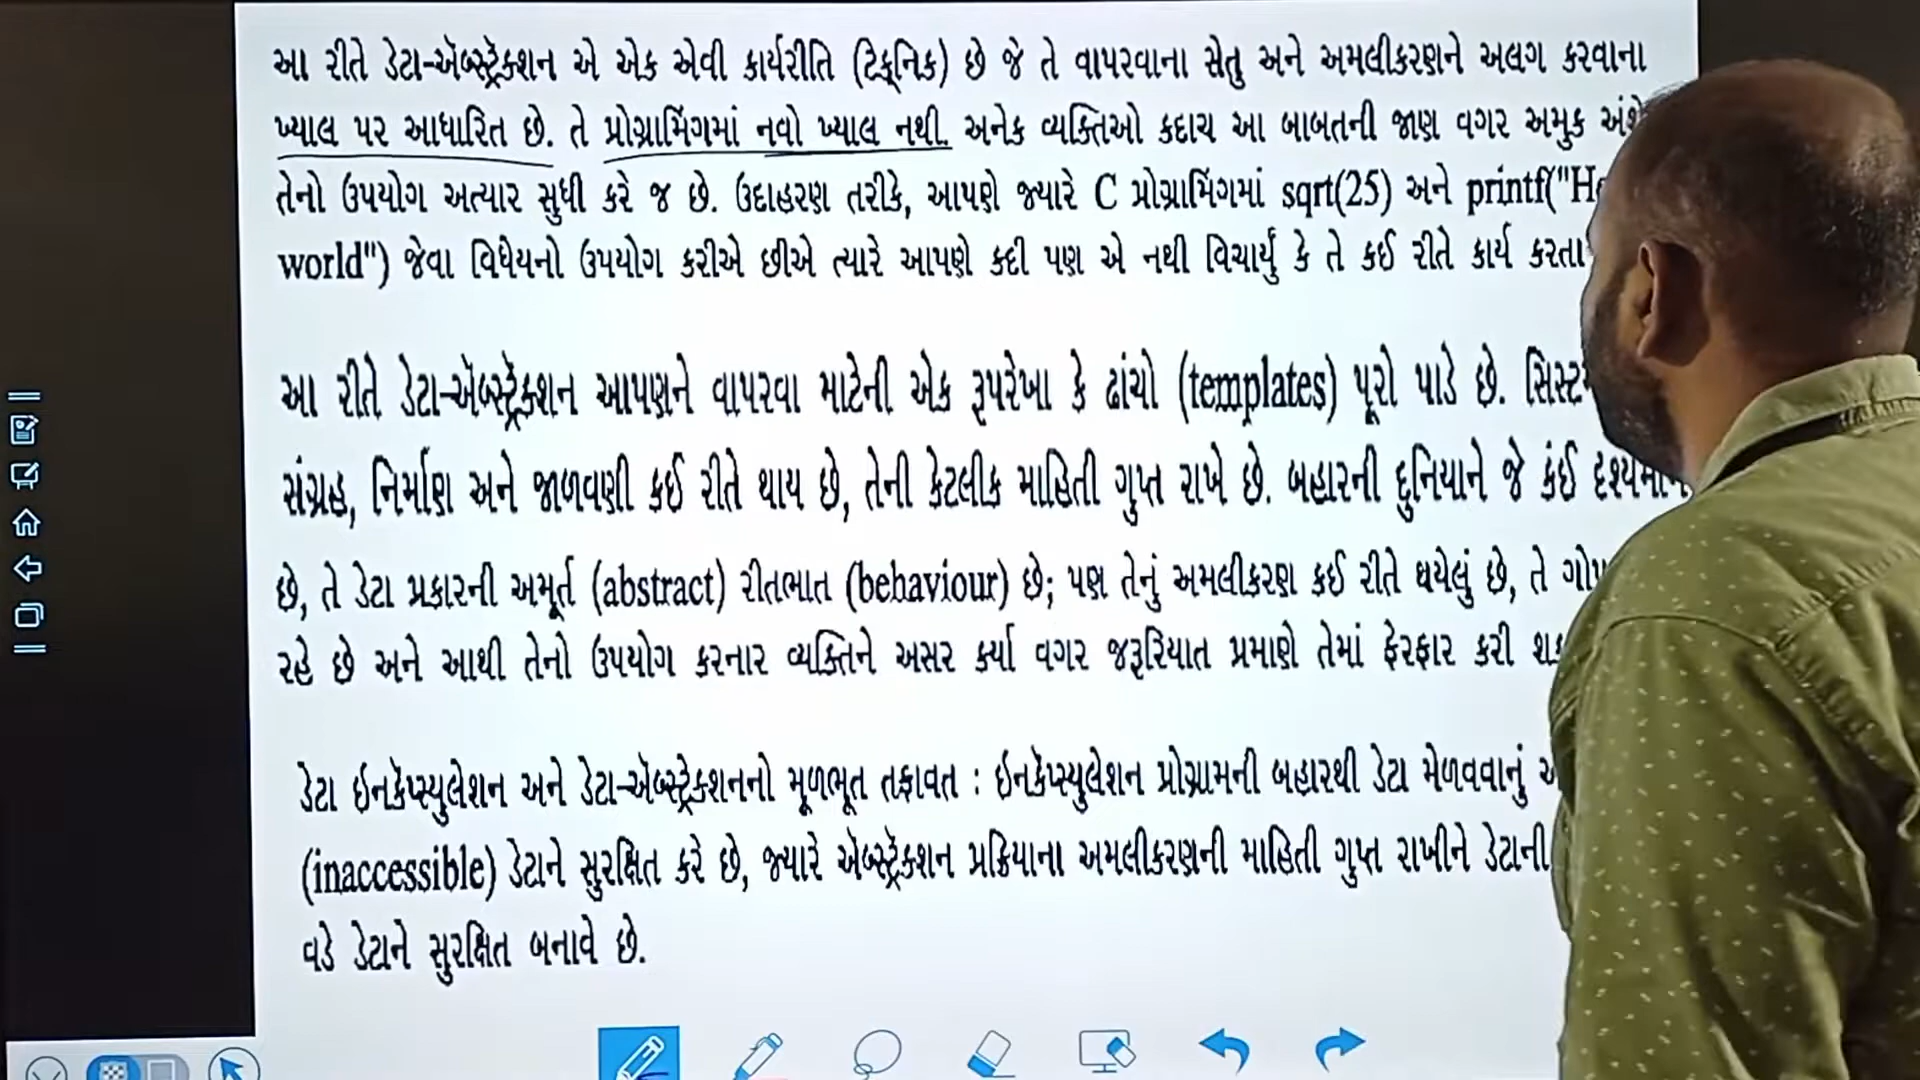 આ રીતે ડેટા-ઍબ્સ્ટ્રૅક્શન એ એક એવી કાર્યરીતિ (ટેક્‌નિક) છે જે તે વાપરવાના સેતુ અને અમલીકરણને અલગ કરવાના
ખ્યાલ પર આધારિત છે. તે પ્રોગ્રામિંગમાં નવો ખ્યાલ નથી. અનેક વ્યક્તિઓ કદાચ આ બાબતની જાણ વગર અમુક
તેનો ઉપયોગ અત્યાર સુધી કરે જ છે. ઉદાહરણ તરીકે, આપણે જ્યારે C પ્રોગ્રામિંગમાં sqrt(25) અને printf("H
world") જેવા વિધેયનો ઉપયોગ કરીએ છીએ ત્યારે આપણે કદી પણ એ નથી વિચાર્યું કે તે કઈ રીતે કાર્ય કરતા
આ રીતે ડેટા-ઍબ્સ્ટ્રૅક્શન આપણને વાપરવા માટેની એક રૂપરેખા કે ઢાંચો (templates) પૂરો પાડે છે.
સંગ્રહ, નિર્માણ અને જાળવણી કઈ રીતે થાય છે, તેની કેટલીક માહિતી ગુપ્ત રાખે છે. બહારની દુનિયાને જે કંઈ
છે, તે ડેટા પ્રકારની અમૂર્ત (abstract) રીતભાત (behaviour) છે; પણ તેનું અમલીકરણ કઈ રીતે થયેલું છે, તે
રહે છે અને આથી તેનો ઉપયોગ કરનાર વ્યક્તિને અસર કર્યા વગર જરૂરિયાત પ્રમાણે તેમાં ફેરફાર કરી
ડેટા ઇનકૅપ્સ્યુલેશન અને ડેટા-ઍબ્સ્ટ્રેક્શનનો મૂળભૂત તફાવત : ઇનકૅપ્સ્યુલેશન પ્રોગ્રામની બહારથી ડેટા મેળવવાનું
(inaccessible) ડેટાને સુરક્ષિત કરે છે, જ્યારે ઍબ્સ્ટ્રૅક્શન પ્રક્રિયાના અમલીકરણની માહિતી ગુપ્ત રાખીને ડેટાની
વડે ડેટાને સુરક્ષિત બનાવે છે.